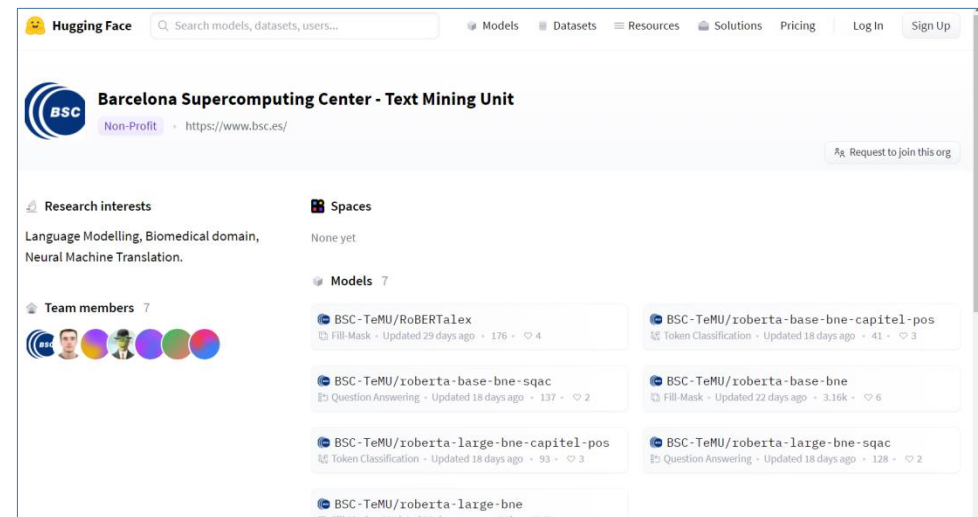 Hugging Face
Search models, datasets, users...
Models
Datasets
Resources
Solutions
Pricing
Log In
Sign Up
BSC
Barcelona Supercomputing Center - Text Mining Unit
Non-Profit • https://www.bsc.es/
Request to join this org
Research interests
Language Modelling, Biomedical domain,
Neural Machine Translation.
Team members 7
Spaces
None yet
Models 7
BSC-TeMU/RoBERTalex
Fill-Mask • Updated 29 days ago • 176 • ♡ 4
BSC-TeMU/roberta-base-bne-capitel-pos
Token Classification • Updated 18 days ago • 41 • ♡ 3
BSC-TeMU/roberta-base-bne-sqac
Question Answering • Updated 18 days ago • 137 • ♡ 2
BSC-TeMU/roberta-base-bne
Fill-Mask • Updated 22 days ago • 3.16k • ♡ 6
BSC-TeMU/roberta-large-bne-capitel-pos
Token Classification • Updated 18 days ago • 93 • ♡ 3
BSC-TeMU/roberta-large-bne-sqac
Question Answering • Updated 18 days ago • 128 • ♡ 2
BSC-TeMU/roberta-large-bne